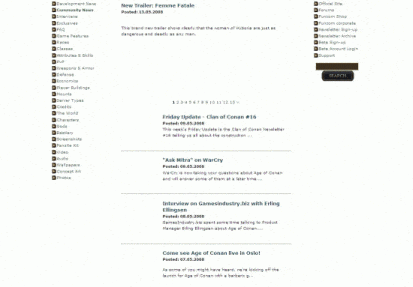 Development News
Community News
Interviews
Exclusives
FAQ
Game Features
Races
Classes
Attributes & Skills
PvP
Weapons & Armor
Economy
Player Buildings
Mounts
Server Types
The World
Characters
Gods
Bestiary
Fansite Kit
Video
Wallpapers
Concept Art
Photos
New Trailer: Femme Fatale
Posted: 13.05.2008
This brand new trailer shows clearly that the women of Hyboria are just as
dangerous and deadly as any man.
1 2 3 4 5 6 7 8 9 10 11 12 13 >
Friday Update - Clan of Conan #16
Posted: 09.05.2008
This week's Friday Update is the Clan of Conan Newsletter
#16 telling us all about the construction ...
"Ask Mitra" on WarCry
Posted: 08.05.2008
WarCry is now taking your questions about Age of Conan
and will answer some of them at a later time....
Interview on Gamesindustry.biz with Erling
Ellingsen
Posted: 08.05.2008
GamesIndustry.biz spent some time talking to Product
Manager Erling Ellingsen about Age of Conan....
Come see Age of Conan live in Oslo!
Posted: 07.05.2008
As some of you might have heard, we're kicking off the
launch for Age of Conan with a barbaric g...
Official Site
Forums
Funcom Shop
Funcom corporate
Newsletter Sign-up
Newsletter Archive
Beta Sign-up
Beta Account Login
Support
SEARCH